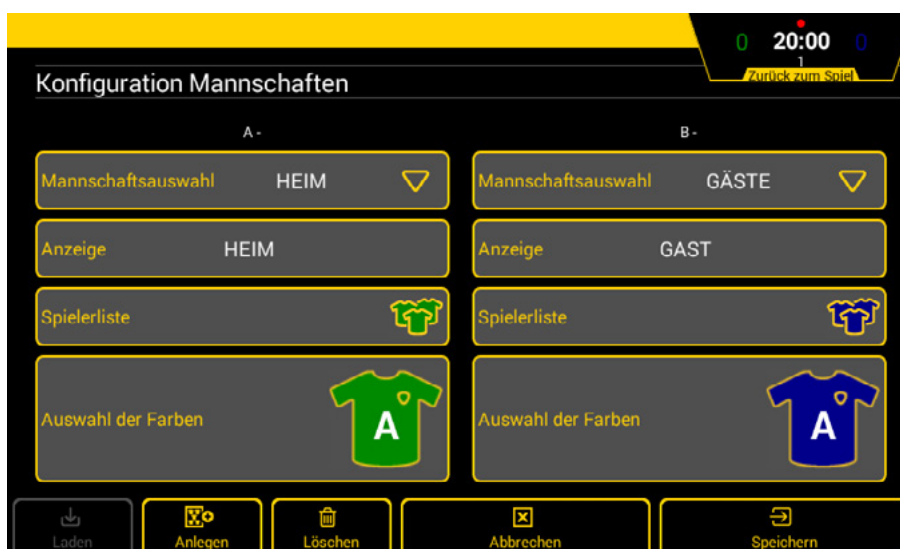 0 20:00 0
1
Zurück zum Spiel
Konfiguration Mannschaften
A -
B -
Mannschaftsauswahl HEIM
Mannschaftsauswahl GÄSTE
Anzeige HEIM
Anzeige GAST
Spielerliste
Spielerliste
Auswahl der Farben A
Auswahl der Farben A
Laden
Anlegen
Löschen
Abbrechen
Speichern